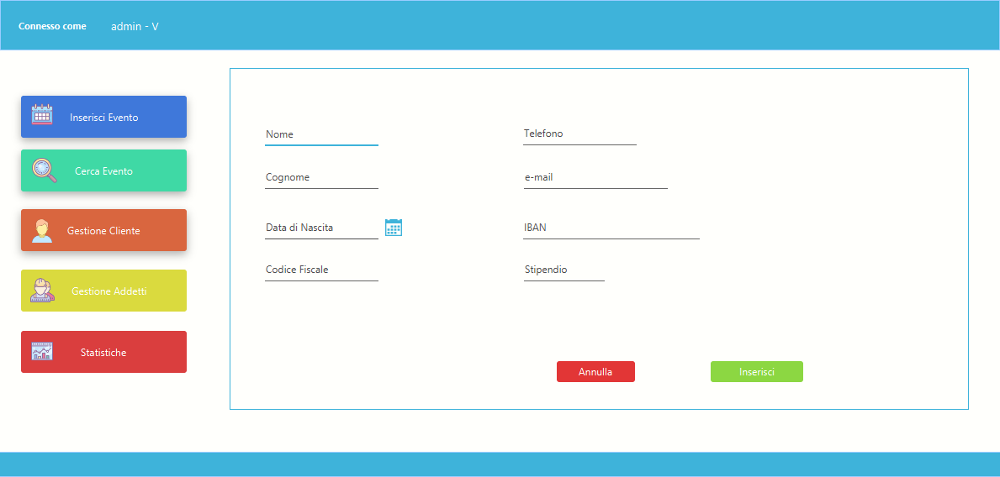 Connesso come admin - V
Inserisci Evento
Cerca Evento
Gestione Cliente
Gestione Addetti
Statistiche
Nome
Telefono
Cognome
e-mail
Data di Nascita
IBAN
Codice Fiscale
Stipendio
Annulla
Inserisci